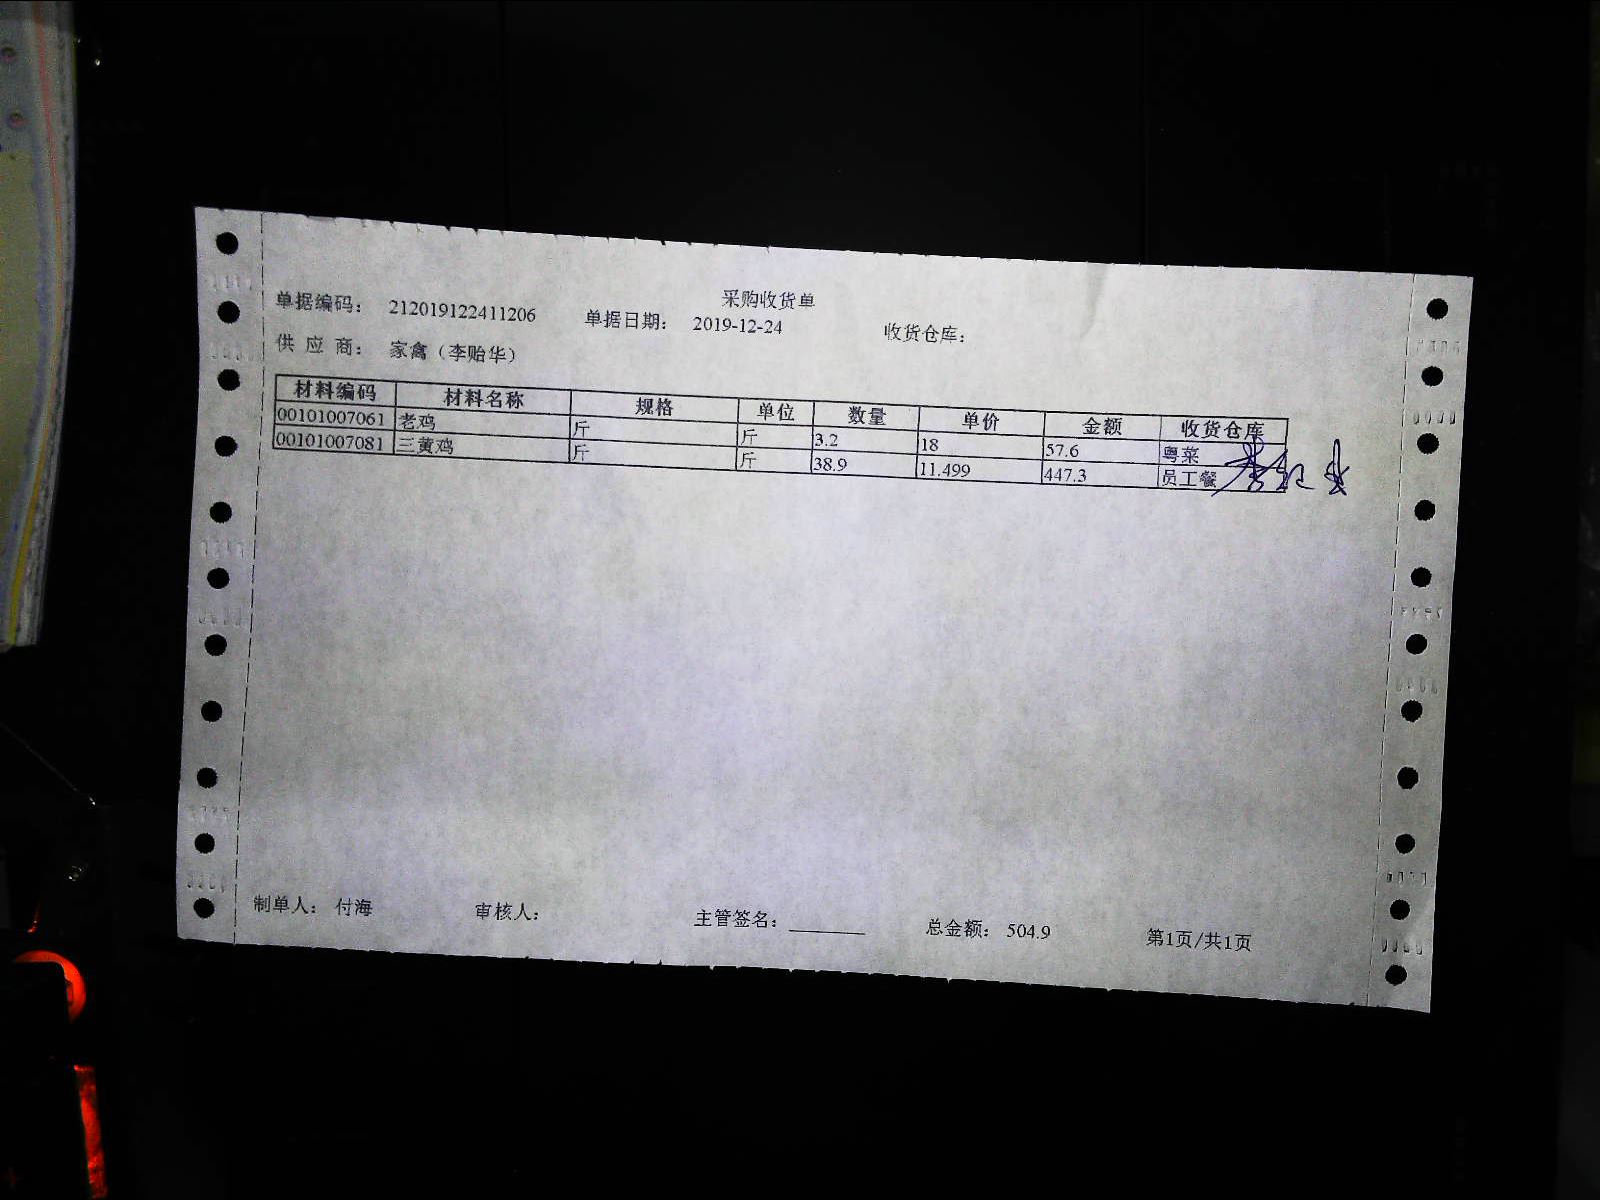 采购收货单
单据编码: 212019122411206 单据日期: 2019-12-24 收货仓库:
供 应 商: 家禽（李贻华）
材料编码 材料名称 规格 单位 数量 单价 金额 收货仓库
00101007061 老鸡 斤 斤 3.2 18 57.6 粤菜
00101007081 三黄鸡 斤 斤 38.9 11.499 447.3 员工餐
制单人: 付海 审核人: 主管签名: 总金额: 504.9 第1页/共1页